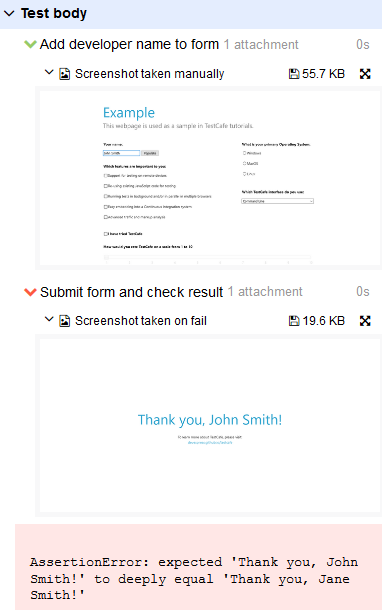 Test body
Add developer name to form 1 attachment 0s
Screenshot taken manually 55.7 KB
Example
This webpage is used as a sample in TestCafe tutorials.
Your name: What is your primary Operating System:
John Smith Populate Windows
MacOS
Which features are important to you: Linux
Support for testing on remote devices
Re-using existing JavaScript code for testing
Running tests in background and/or in parallel in multiple browsers Which TestCafe interface do you use:
Easy embedding into a Continuous integration system Command Line
Advanced traffic and markup analysis
I have tried TestCafe
How would you rate TestCafe on a scale from 1 to 10
Submit form and check result 1 attachment 0s
Screenshot taken on fail 19.6 KB
Thank you, John Smith!
To learn more about TestCafe, please visit:
AssertionError: expected 'Thank you, John
Smith!' to deeply equal 'Thank you, Jane
Smith!'